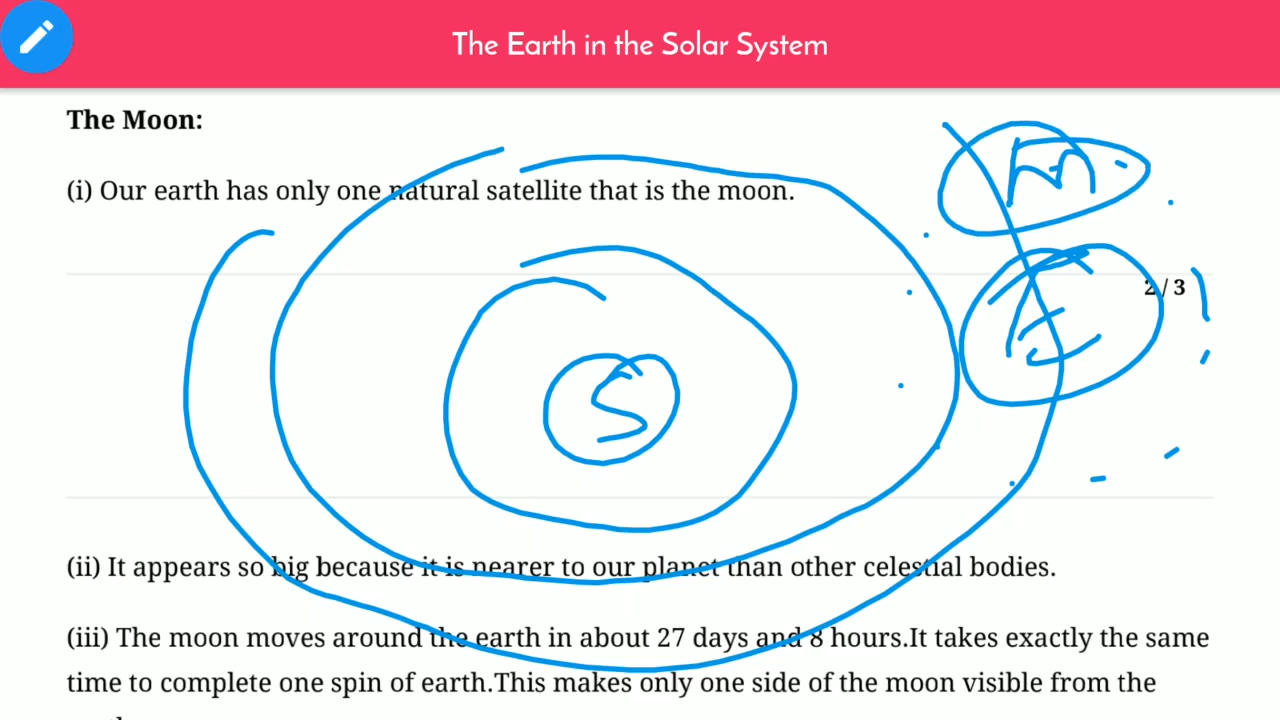 The Earth in the Solar System
The Moon:
M
(i) Our earth has only one natural satellite that is the moon.
2 / 3
E
S
(ii) It appears so big because it is nearer to our planet than other celestial bodies.
(iii) The moon moves around the earth in about 27 days and 8 hours.It takes exactly the same
time to complete one spin of earth.This makes only one side of the moon visible from the